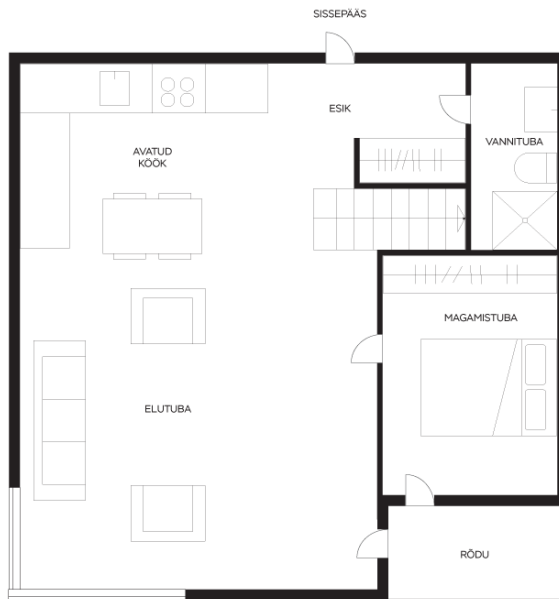 SISSEPÄÄS
ESIK
AVATUD
KÖÖK
VANNITUBA
MAGAMISTUBA
ELUTUBA
RÕDU